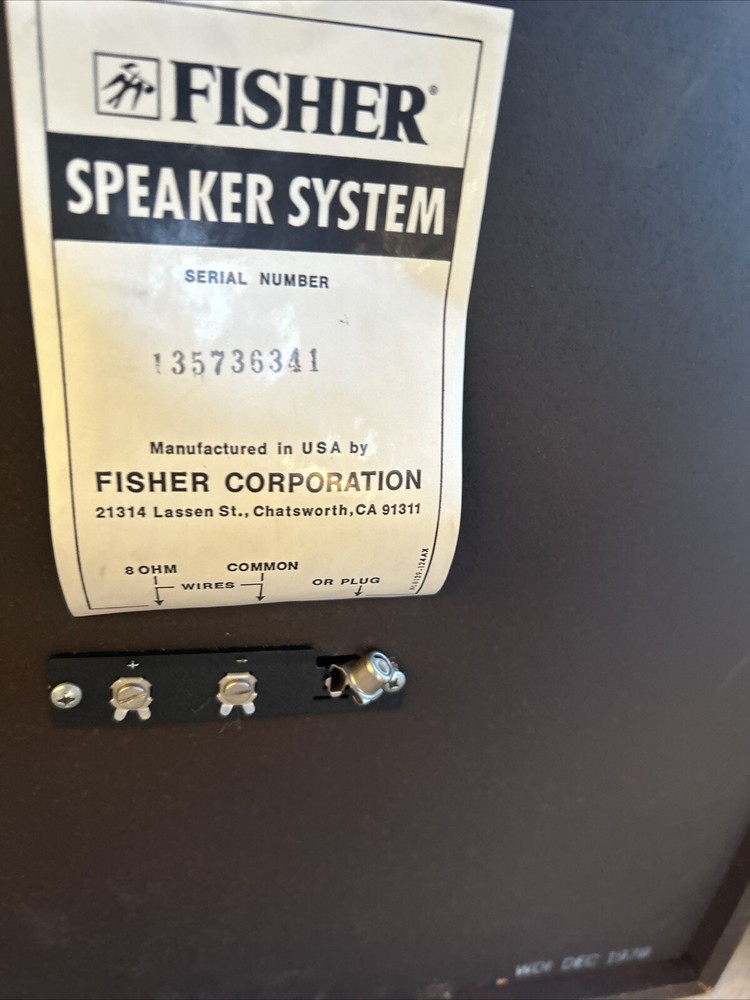 FISHER®
SPEAKER SYSTEM
SERIAL NUMBER
135736341
Manufactured in USA by
FISHER CORPORATION
21314 Lassen St., Chatsworth, CA 91311
8 OHM COMMON
WIRES OR PLUG
+ -
DEC